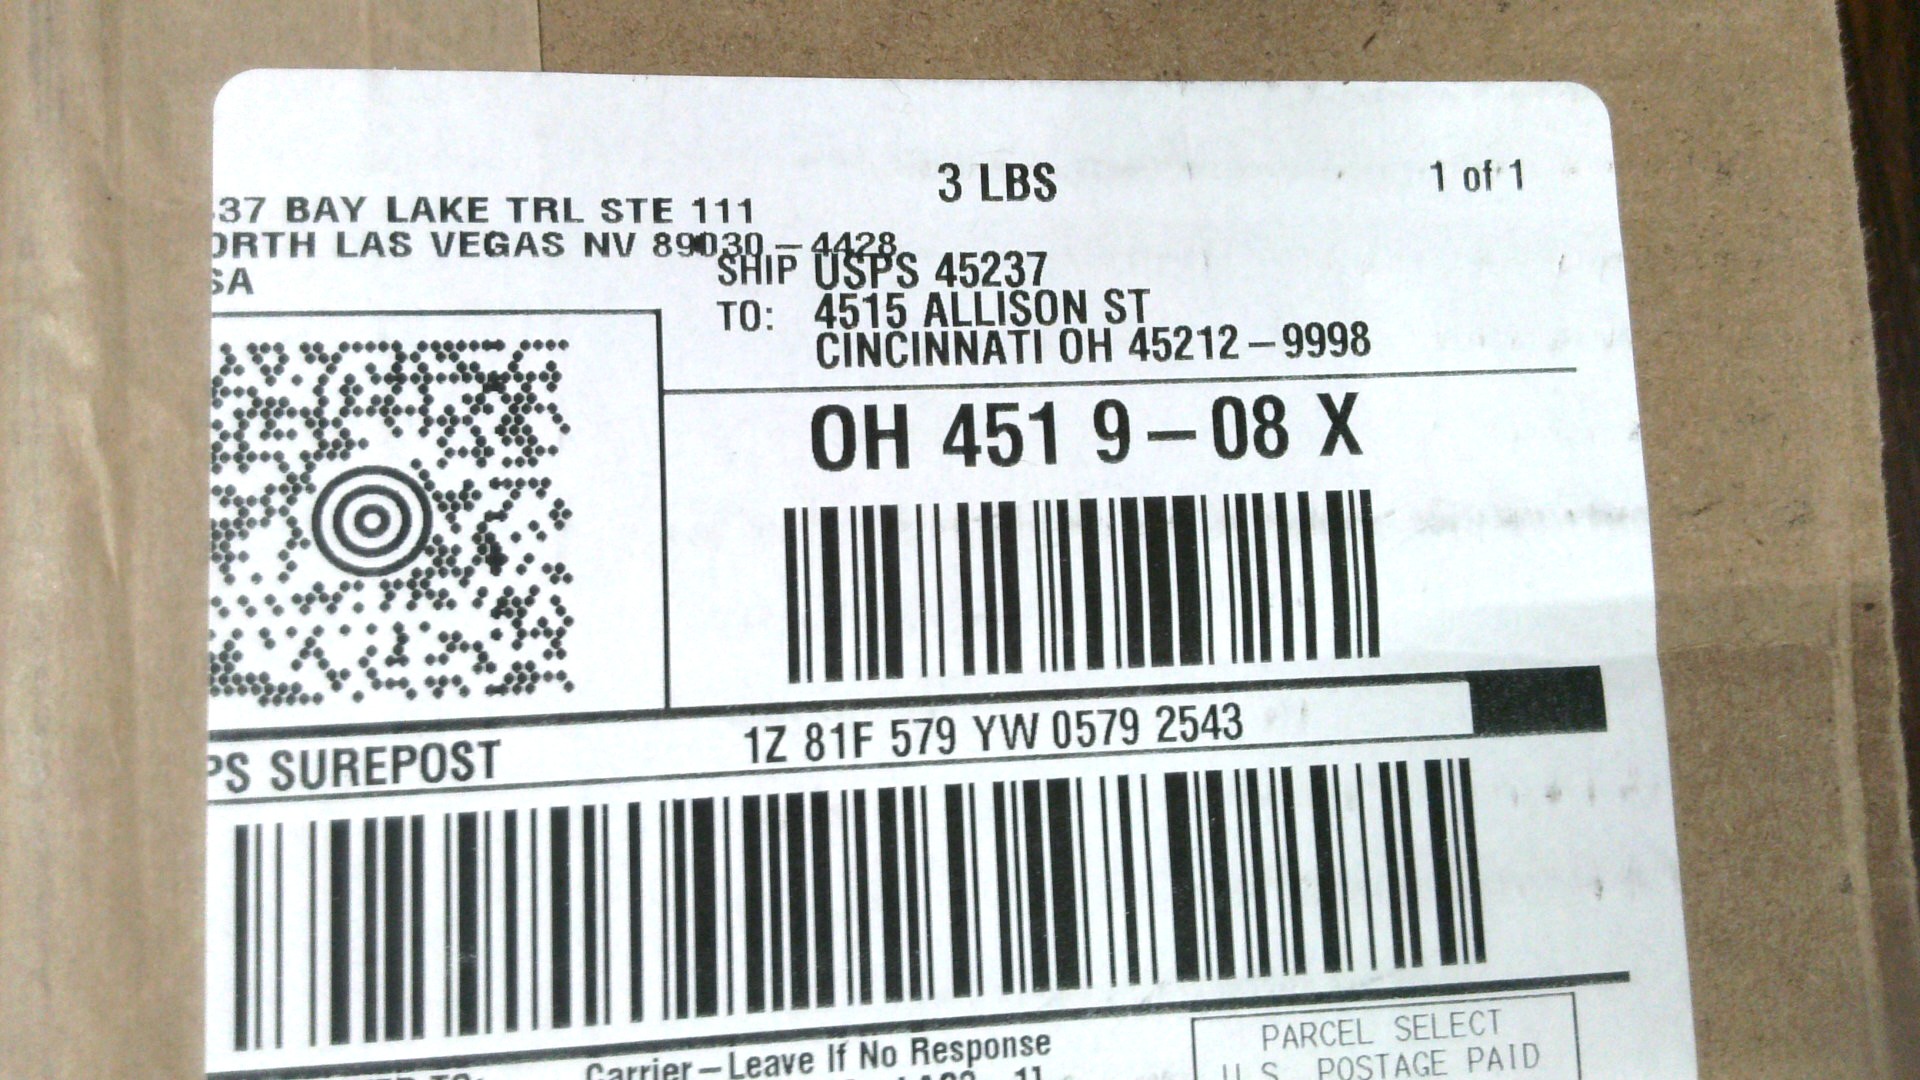 3 LBS
1 of 1
37 BAY LAKE TRL STE 111
ORTH LAS VEGAS NV 89030-4428
SA
SHIP TO:
USPS 45237
4515 ALLISON ST
CINCINNATI OH 45212-9998
OH 451 9-08 X
PS SUREPOST
1Z 81F 579 YW 0579 2543
Carrier-Leave If No Response
PARCEL SELECT
U.S. POSTAGE PAID